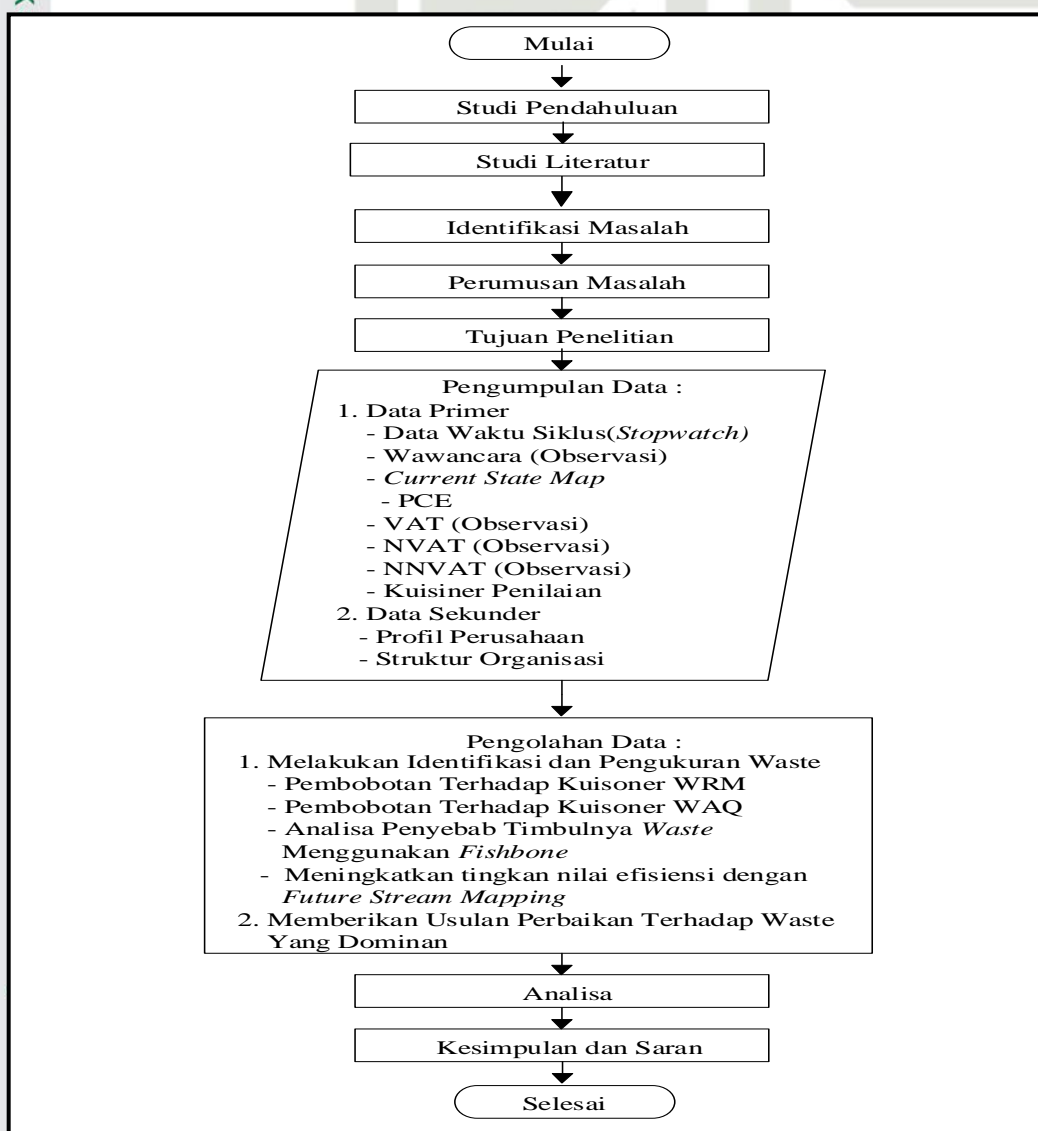 Mulai
Studi Pendahuluan
Studi Literatur
Identifikasi Masalah
Perumusan Masalah
Tujuan Penelitian
Pengumpulan Data :
1. Data Primer
- Data Waktu Siklus(Stopwatch)
- Wawancara (Observasi)
- Current State Map
- PCE
- VAT (Observasi)
- NVAT (Observasi)
- NNVAT (Observasi)
- Kuisiner Penilaian
2. Data Sekunder
- Profil Perusahaan
- Struktur Organisasi
Pengolahan Data :
1. Melakukan Identifikasi dan Pengukuran Waste
- Pembobotan Terhadap Kuisoner WRM
- Pembobotan Terhadap Kuisoner WAQ
- Analisa Penyebab Timbulnya Waste
Menggunakan Fishbone
- Meningkatkan tingkan nilai efisiensi dengan
Future Stream Mapping
2. Memberikan Usulan Perbaikan Terhadap Waste
Yang Dominan
Analisa
Kesimpulan dan Saran
Selesai